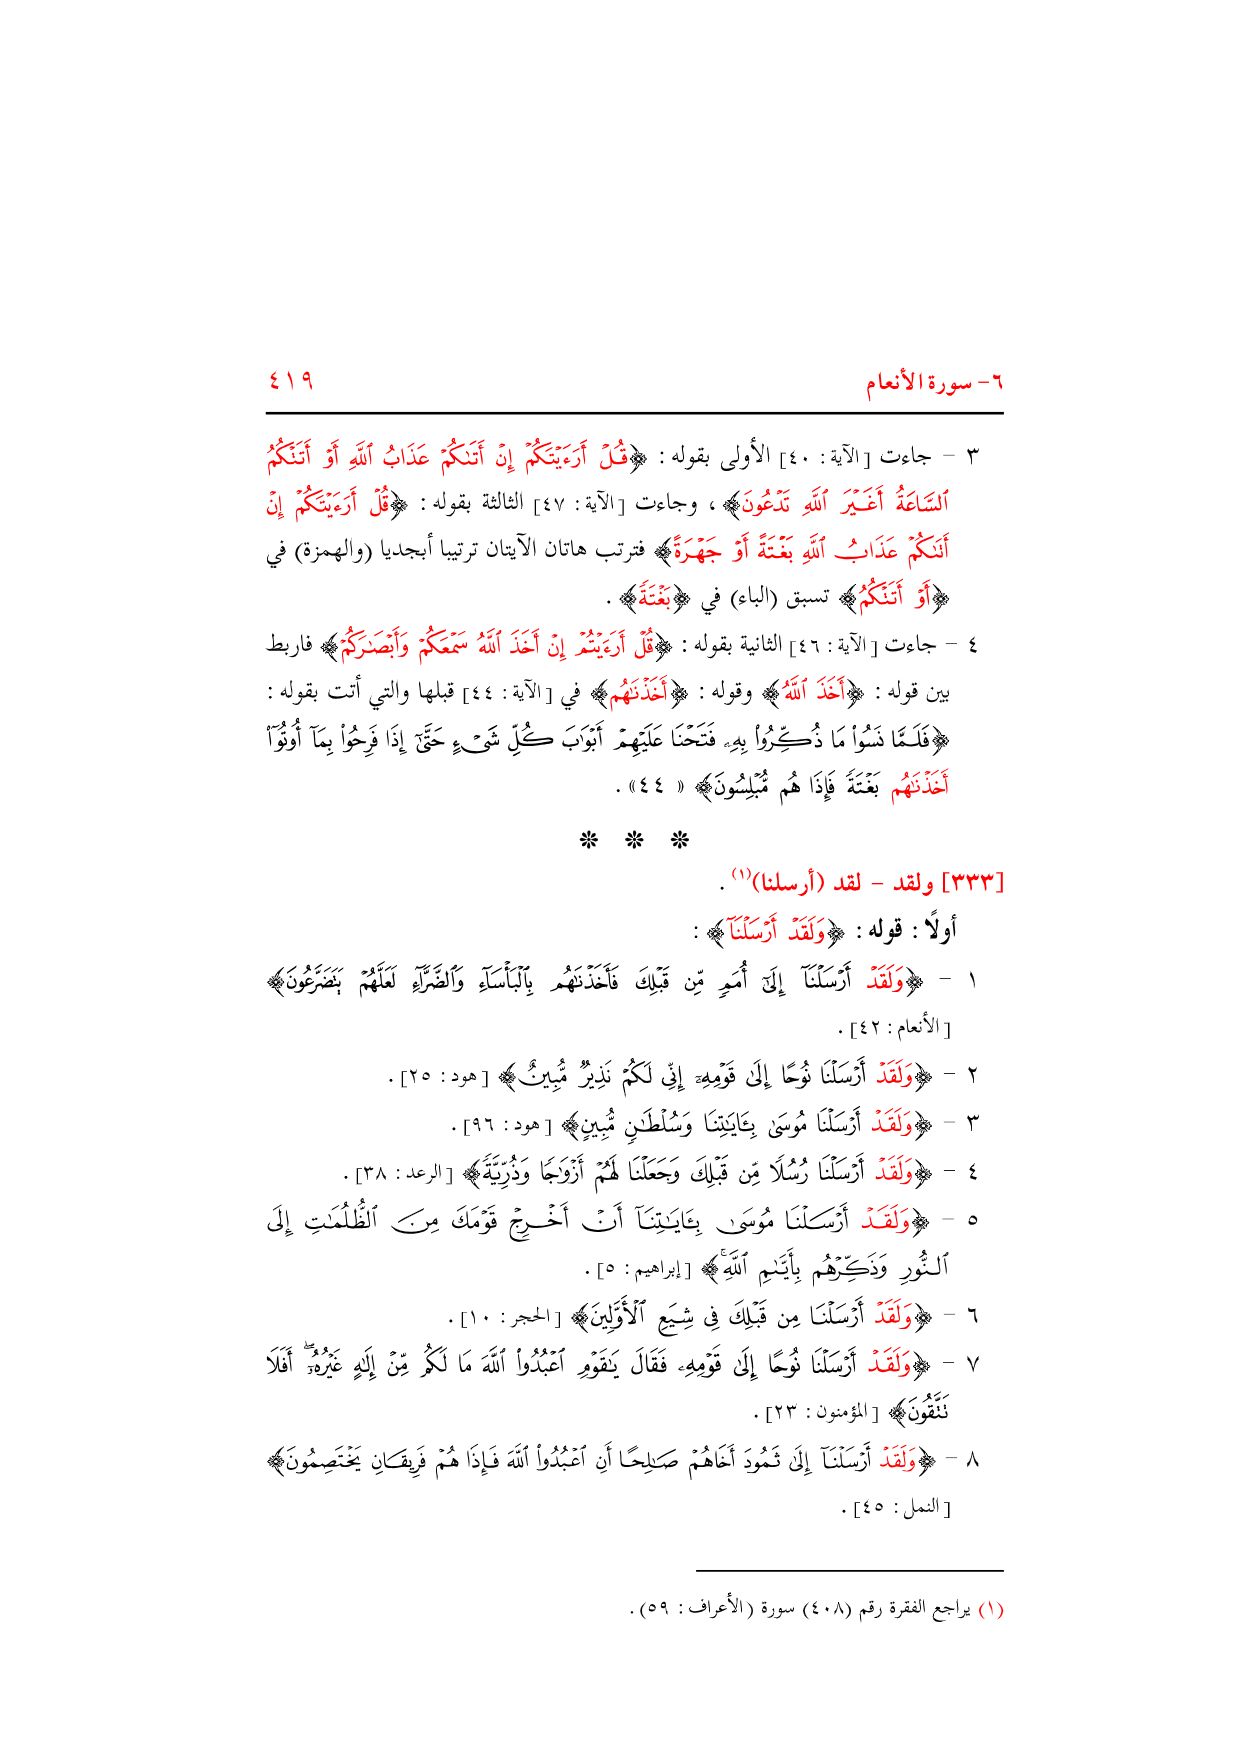 ٦- سورة الأنعام ٤١٩
٣ - جاءت [الآية: ٤٠] الأولى بقوله: ﴿قُلۡ أَرَءَيۡتَكُمۡ إِنۡ أَتَىٰكُمۡ عَذَابُ ٱللَّهِ أَوۡ أَتَتۡكُمُ
ٱلسَّاعَةُ أَغَيۡرَ ٱللَّهِ تَدۡعُونَ﴾، وجاءت [الآية: ٤٧] الثالثة بقوله: ﴿قُلۡ أَرَءَيۡتَكُمۡ إِنۡ
أَتَىٰكُمۡ عَذَابُ ٱللَّهِ بَغۡتَةً أَوۡ جَهۡرَةً﴾ فترتب هاتان الآيتان ترتيبا أبجديا (والهمزة) في
﴿أَوۡ أَتَتۡكُمُ﴾ تسبق (الباء) في ﴿بَغۡتَةً﴾.
٤ - جاءت [الآية: ٤٦] الثانية بقوله: ﴿قُلۡ أَرَءَيۡتُمۡ إِنۡ أَخَذَ ٱللَّهُ سَمۡعَكُمۡ وَأَبۡصَٰرَكُمۡ﴾ فاربط
بين قوله: ﴿أَخَذَ ٱللَّهُ﴾ وقوله: ﴿أَخَذۡنَٰهُم﴾ في [الآية: ٤٤] قبلها والتي أتت بقوله:
﴿فَلَمَّا نَسُواْ مَا ذُكِّرُواْ بِهِۦ فَتَحۡنَا عَلَيۡهِمۡ أَبۡوَٰبَ كُلِّ شَيۡءٍ حَتَّىٰٓ إِذَا فَرِحُواْ بِمَآ أُوتُوٓاْ
أَخَذۡنَٰهُم بَغۡتَةً فَإِذَا هُم مُّبۡلِسُونَ﴾ «٤٤».
* * *
[٣٣٣] ولقد - لقد (أرسلنا)(١).
أولًا: قوله: ﴿وَلَقَدۡ أَرۡسَلۡنَآ﴾:
١ - ﴿وَلَقَدۡ أَرۡسَلۡنَآ إِلَىٰٓ أُمَمٍ مِّن قَبۡلِكَ فَأَخَذۡنَٰهُم بِٱلۡبَأۡسَآءِ وَٱلضَّرَّآءِ لَعَلَّهُمۡ يَتَضَرَّعُونَ﴾
[الأنعام: ٤٢].
٢ - ﴿وَلَقَدۡ أَرۡسَلۡنَا نُوحًا إِلَىٰ قَوۡمِهِۦٓ إِنِّي لَكُمۡ نَذِيرٌ مُّبِينٌ﴾ [هود: ٢٥].
٣ - ﴿وَلَقَدۡ أَرۡسَلۡنَا مُوسَىٰ بِـَٔايَٰتِنَا وَسُلۡطَٰنٍ مُّبِينٍ﴾ [هود: ٩٦].
٤ - ﴿وَلَقَدۡ أَرۡسَلۡنَا رُسُلًا مِّن قَبۡلِكَ وَجَعَلۡنَا لَهُمۡ أَزۡوَٰجًا وَذُرِّيَّةً﴾ [الرعد: ٣٨].
٥ - ﴿وَلَقَدۡ أَرۡسَلۡنَا مُوسَىٰ بِـَٔايَٰتِنَآ أَنۡ أَخۡرِجۡ قَوۡمَكَ مِنَ ٱلظُّلُمَٰتِ إِلَى
ٱلنُّورِ وَذَكِّرۡهُم بِأَيَّىٰمِ ٱللَّهِۚ﴾ [إبراهيم: ٥].
٦ - ﴿وَلَقَدۡ أَرۡسَلۡنَا مِن قَبۡلِكَ فِي شِيَعِ ٱلۡأَوَّلِينَ﴾ [الحجر: ١٠].
٧ - ﴿وَلَقَدۡ أَرۡسَلۡنَا نُوحًا إِلَىٰ قَوۡمِهِۦ فَقَالَ يَٰقَوۡمِ ٱعۡبُدُواْ ٱللَّهَ مَا لَكُم مِّنۡ إِلَٰهٍ غَيۡرُهُۥٓۖ أَفَلَا
تَتَّقُونَ﴾ [المؤمنون: ٢٣].
٨ - ﴿وَلَقَدۡ أَرۡسَلۡنَآ إِلَىٰ ثَمُودَ أَخَاهُمۡ صَٰلِحًا أَنِ ٱعۡبُدُواْ ٱللَّهَ فَإِذَا هُمۡ فَرِيقَانِ يَخۡتَصِمُونَ﴾
[النمل: ٤٥].
(١) يراجع الفقرة رقم (٤٠٨) سورة (الأعراف: ٥٩).